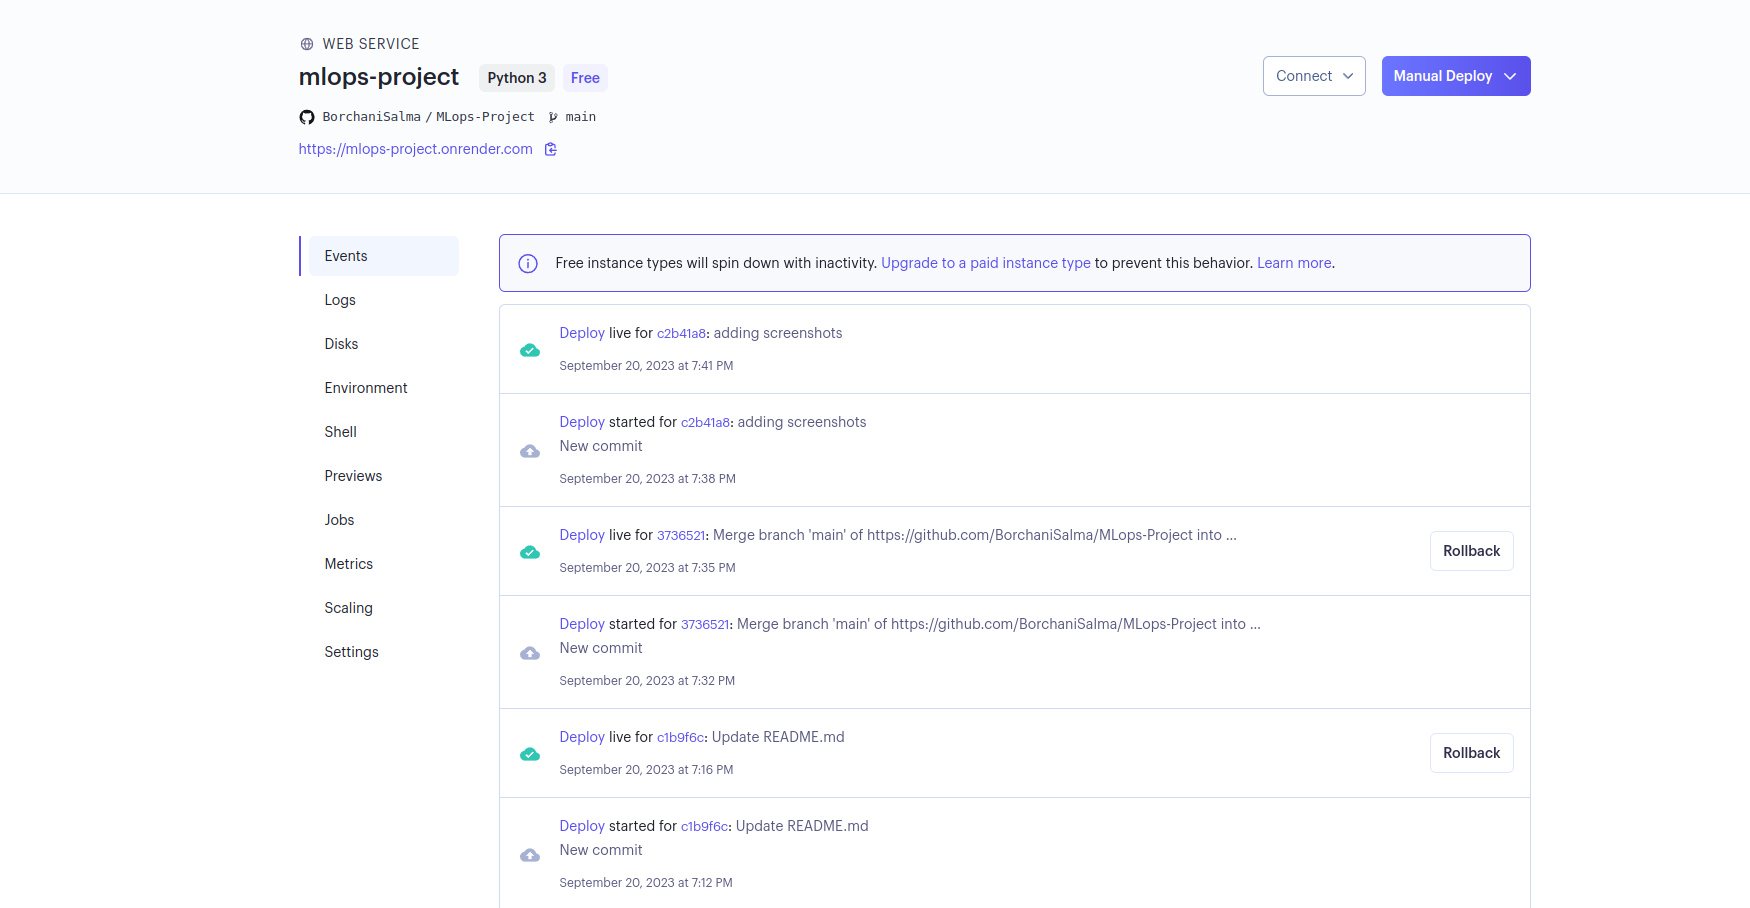 WEB SERVICE
mlops-project Python 3 Free
Connect
Manual Deploy
BorchaniSalma / MLops-Project main
https://mlops-project.onrender.com
Events
Logs
Disks
Environment
Shell
Previews
Jobs
Metrics
Scaling
Settings
Free instance types will spin down with inactivity. Upgrade to a paid instance type to prevent this behavior. Learn more.
Deploy live for c2b41a8: adding screenshots
September 20, 2023 at 7:41 PM
Deploy started for c2b41a8: adding screenshots
New commit
September 20, 2023 at 7:38 PM
Deploy live for 3736521: Merge branch 'main' of https://github.com/BorchaniSalma/MLops-Project into ...
September 20, 2023 at 7:35 PM
Rollback
Deploy started for 3736521: Merge branch 'main' of https://github.com/BorchaniSalma/MLops-Project into ...
New commit
September 20, 2023 at 7:32 PM
Deploy live for c1b9f6c: Update README.md
September 20, 2023 at 7:16 PM
Rollback
Deploy started for c1b9f6c: Update README.md
New commit
September 20, 2023 at 7:12 PM